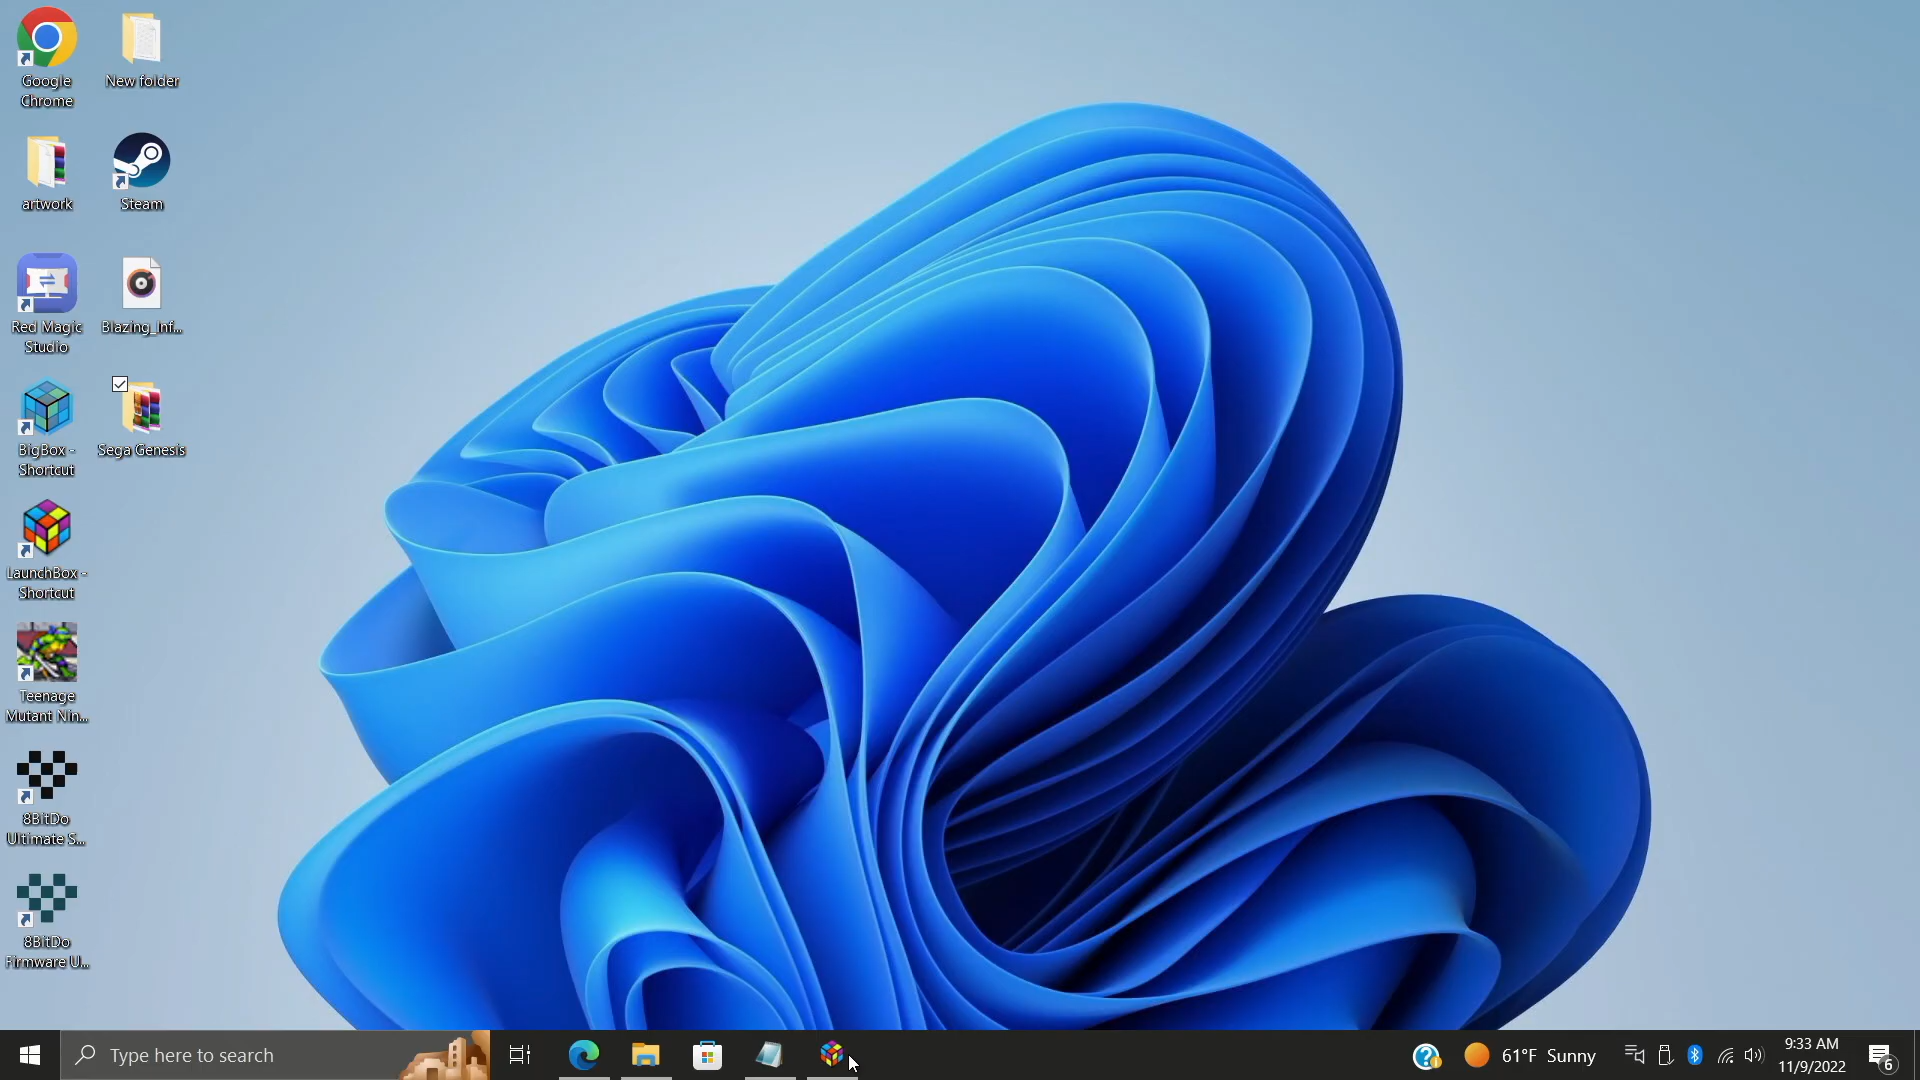 Google
Chrome
New folder
artwork
Steam
Red Magic
Studio
Blazing_Inf...
BigBox -
Shortcut
Sega Genesis
LaunchBox -
Shortcut
Teenage
Mutant Nin...
8BitDo
Ultimate S...
8BitDo
Firmware U...
Type here to search
61°F Sunny
9:33 AM
11/9/2022
6